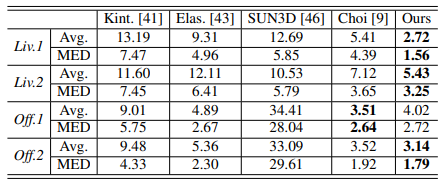 Kint. [41] Elas. [43] SUN3D [46] Choi [9] Ours
Liv.1 Avg. 13.19 9.31 12.69 5.41 2.72
MED 7.47 4.96 5.85 4.39 1.56
Liv.2 Avg. 11.60 12.11 10.53 7.12 5.43
MED 7.45 6.41 5.79 3.65 3.25
Off.1 Avg. 9.01 4.89 34.41 3.51 4.02
MED 5.75 2.67 28.04 2.64 2.72
Off.2 Avg. 9.48 5.36 33.09 3.52 3.14
MED 4.33 2.30 29.61 1.92 1.79